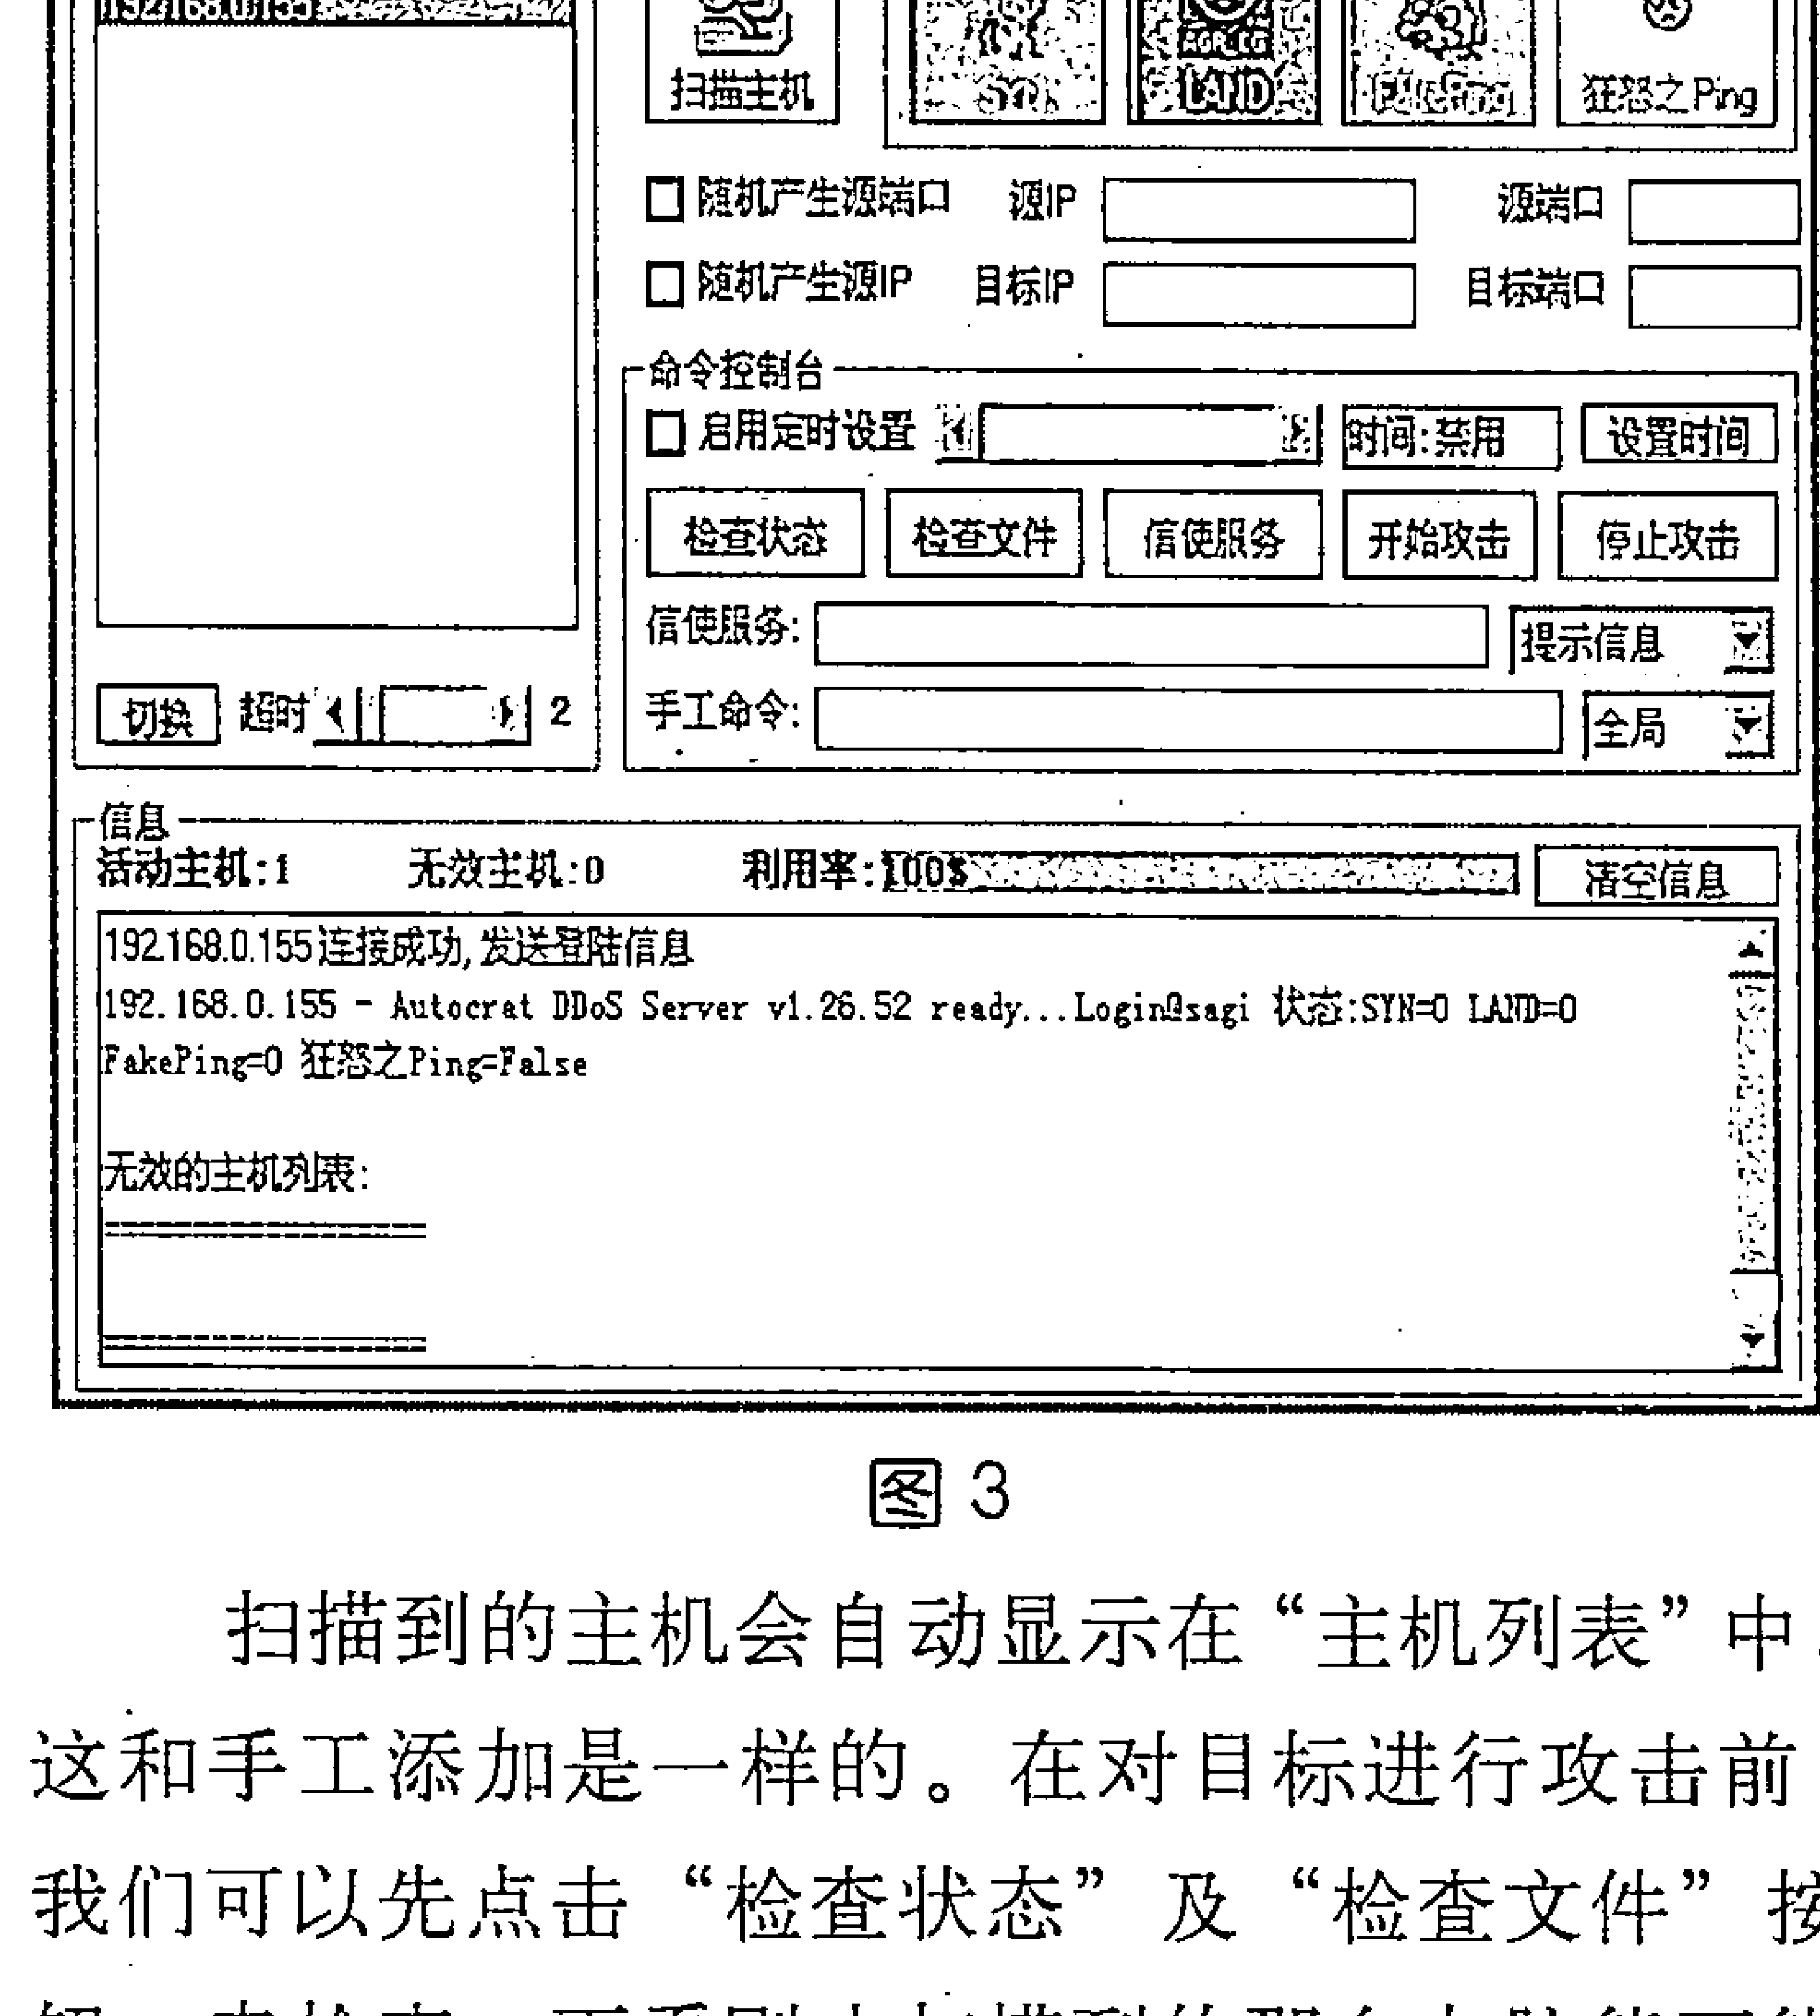 192.168.0.155
扫描主机
SYN
LAND
FakePing
狂怒之Ping
随机产生源端口 源IP 源端口
随机产生源IP 目标IP 目标端口
命令控制台
启用定时设置 时间:禁用 设置时间
检查状态 检查文件 信使服务 开始攻击 停止攻击
信使服务: 提示信息
切换 超时 2
手工命令: 全局
信息
活动主机:1 无效主机:0 利用率:100% 清空信息
192.168.0.155连接成功,发送登陆信息
192.168.0.155 - Autocrat DDoS Server v1.26.52 ready...Login@sagi 状态:SYN=0 LAND=0
FakePing=0 狂怒之Ping=False
无效的主机列表:
====================
====================
图 3
扫描到的主机会自动显示在“主机列表”中
这和手工添加是一样的。在对目标进行攻击前
我们可以先点击“检查状态”及“检查文件”按